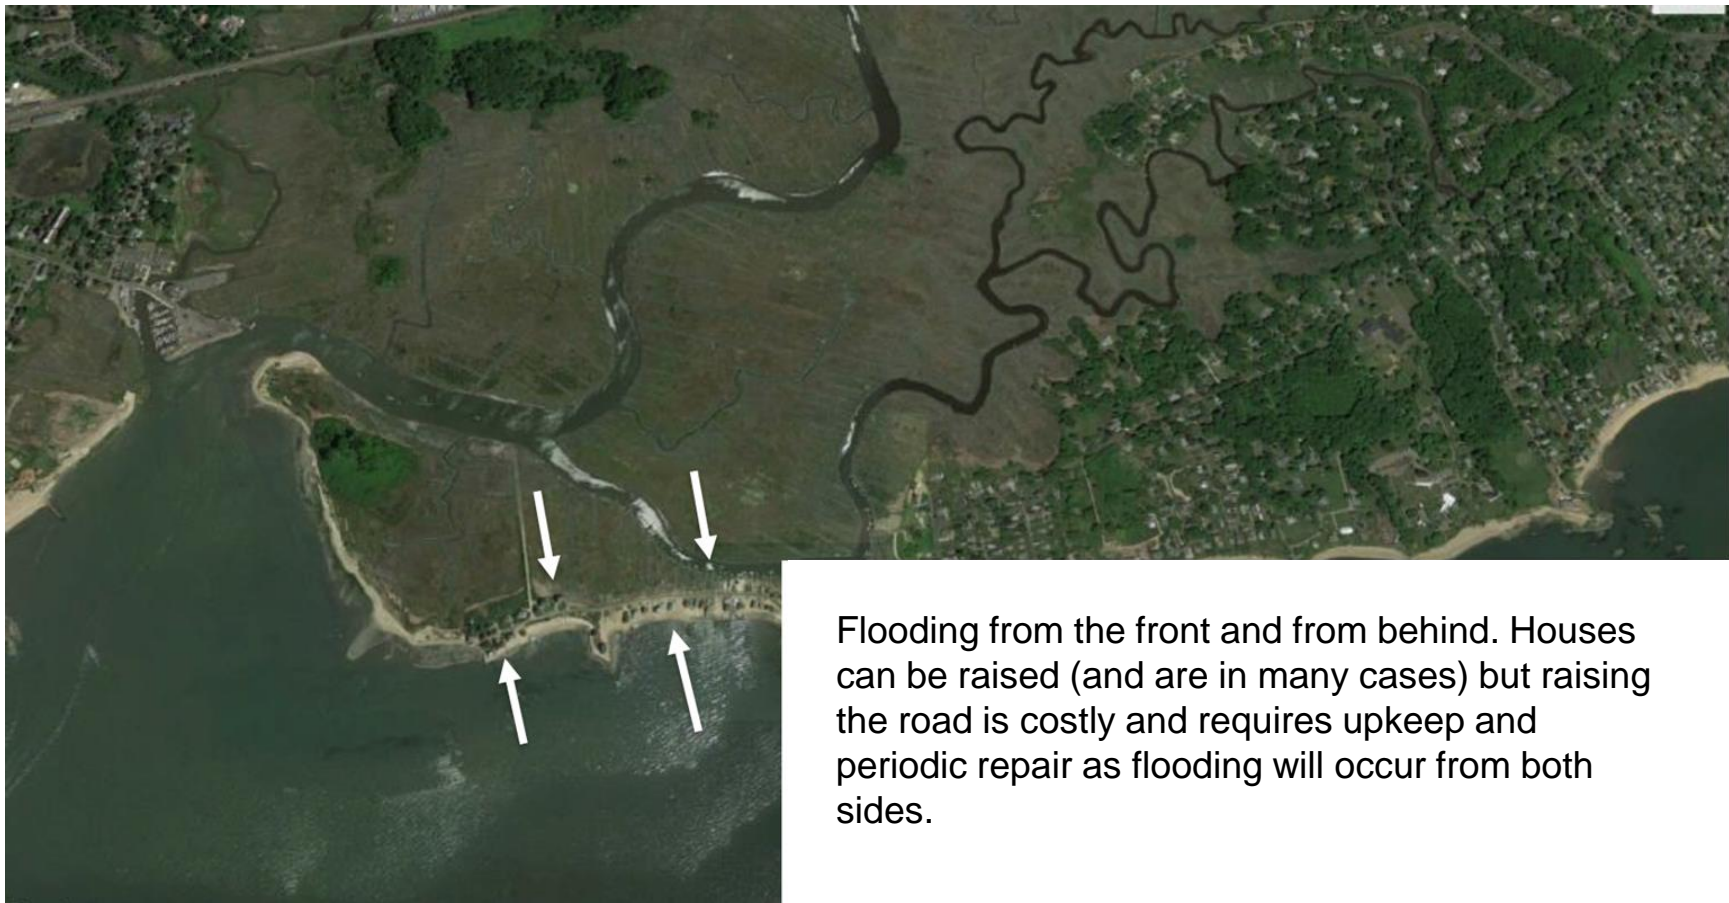 Flooding from the front and from behind. Houses
can be raised (and are in many cases) but raising
the road is costly and requires upkeep and
periodic repair as flooding will occur from both
sides.